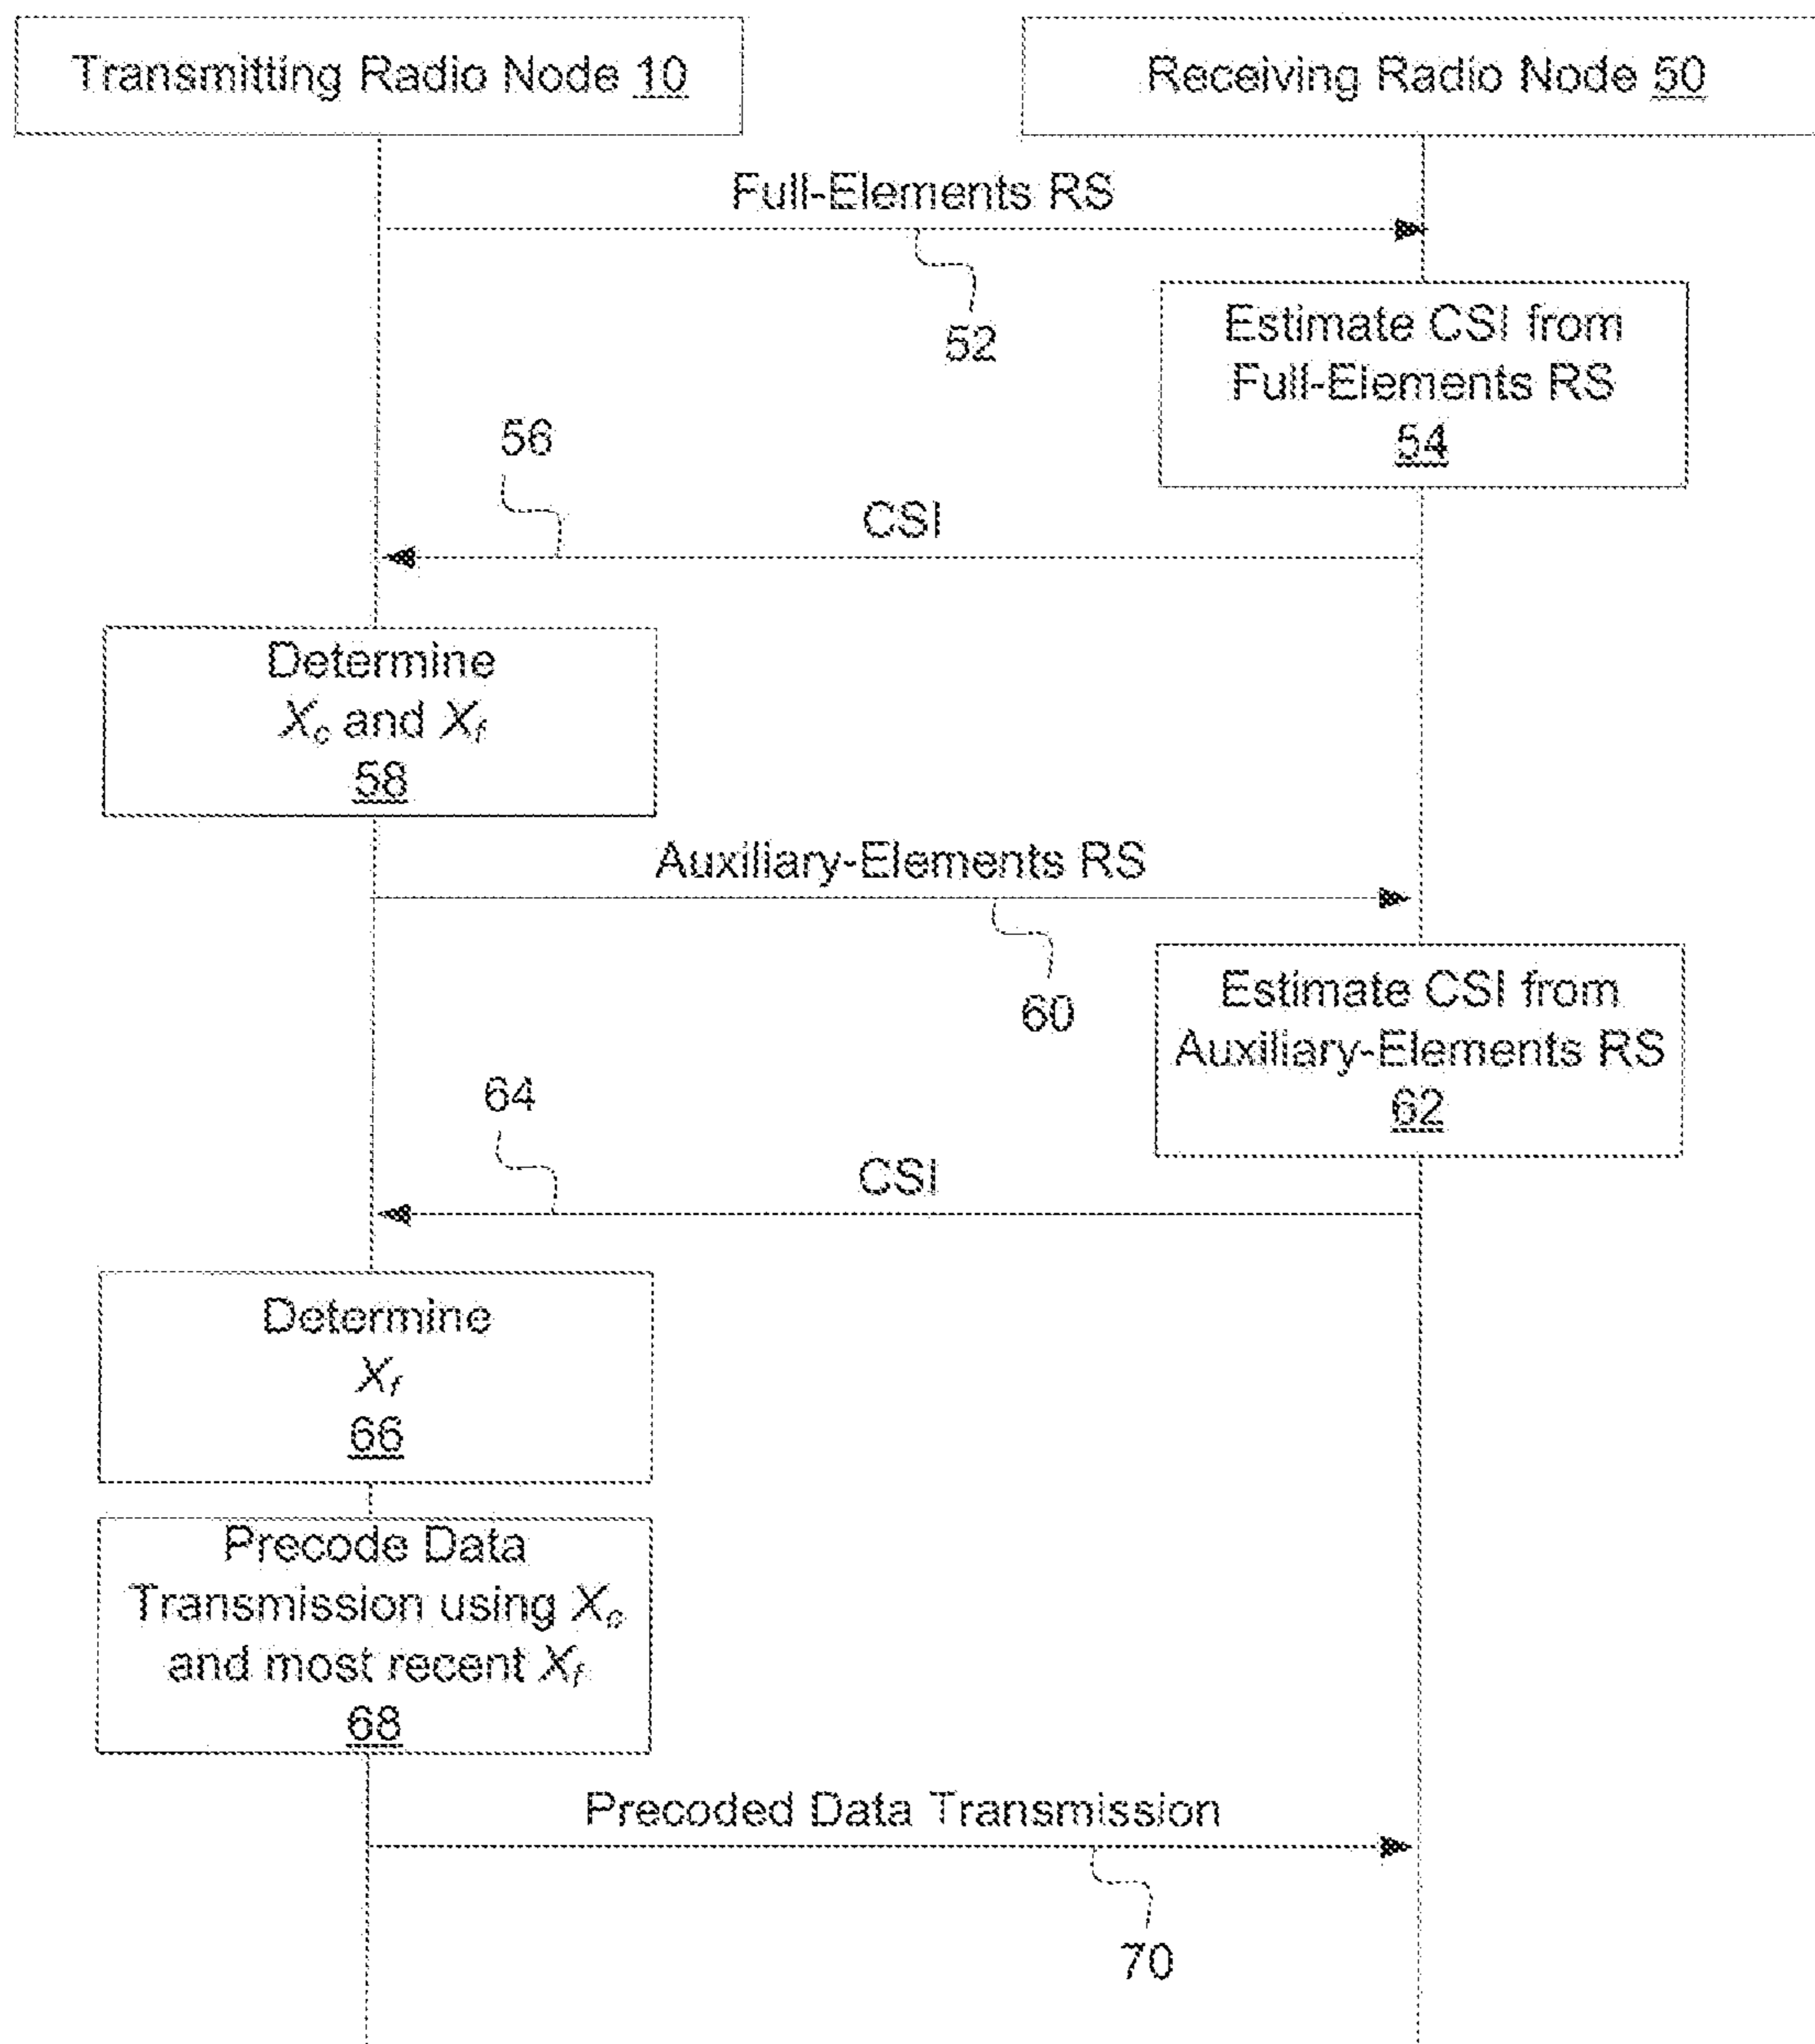 Transmitting Radio Node 10
Receiving Radio Node 50
Full-Elements RS
52
Estimate CSI from
Full-Elements RS
54
56
CSI
Determine
Xc and Xf
58
Auxiliary-Elements RS
60
Estimate CSI from
Auxiliary-Elements RS
62
64
CSI
Determine
Xf
66
Precode Data
Transmission using Xc
and most recent Xf
68
Precoded Data Transmission
70